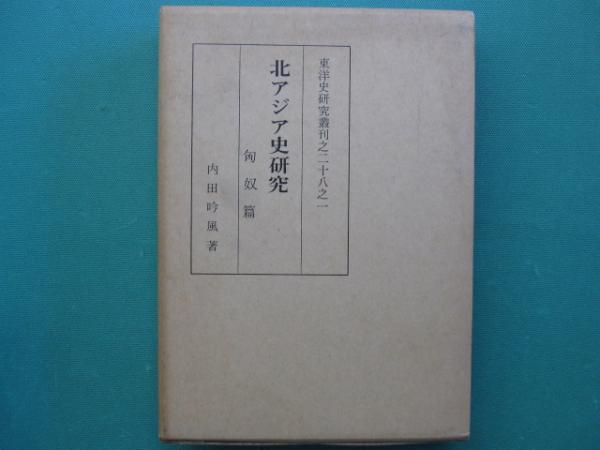 東洋史研究叢刊之二十八之一
北アジア史研究
匈奴篇
内田吟風著